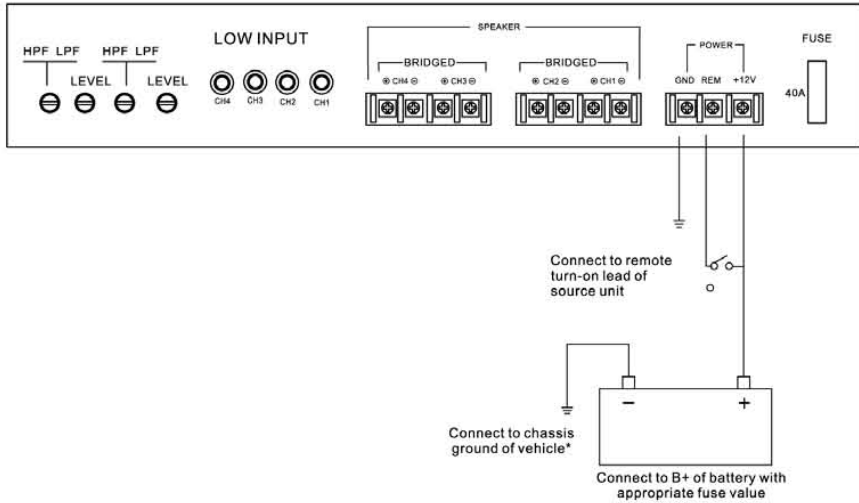 SPEAKER
LOW INPUT
FUSE
HPF LPF HPF LPF
BRIDGED
BRIDGED
POWER
LEVEL LEVEL
⊕ CH4 ⊖ ⊕ CH3 ⊖
⊕ CH2 ⊖ ⊕ CH1 ⊖
GND REM +12V
40A
CH4 CH3 CH2 CH1
Connect to remote
turn-on lead of
source unit
− +
Connect to chassis
ground of vehicle*
Connect to B+ of battery with
appropriate fuse value